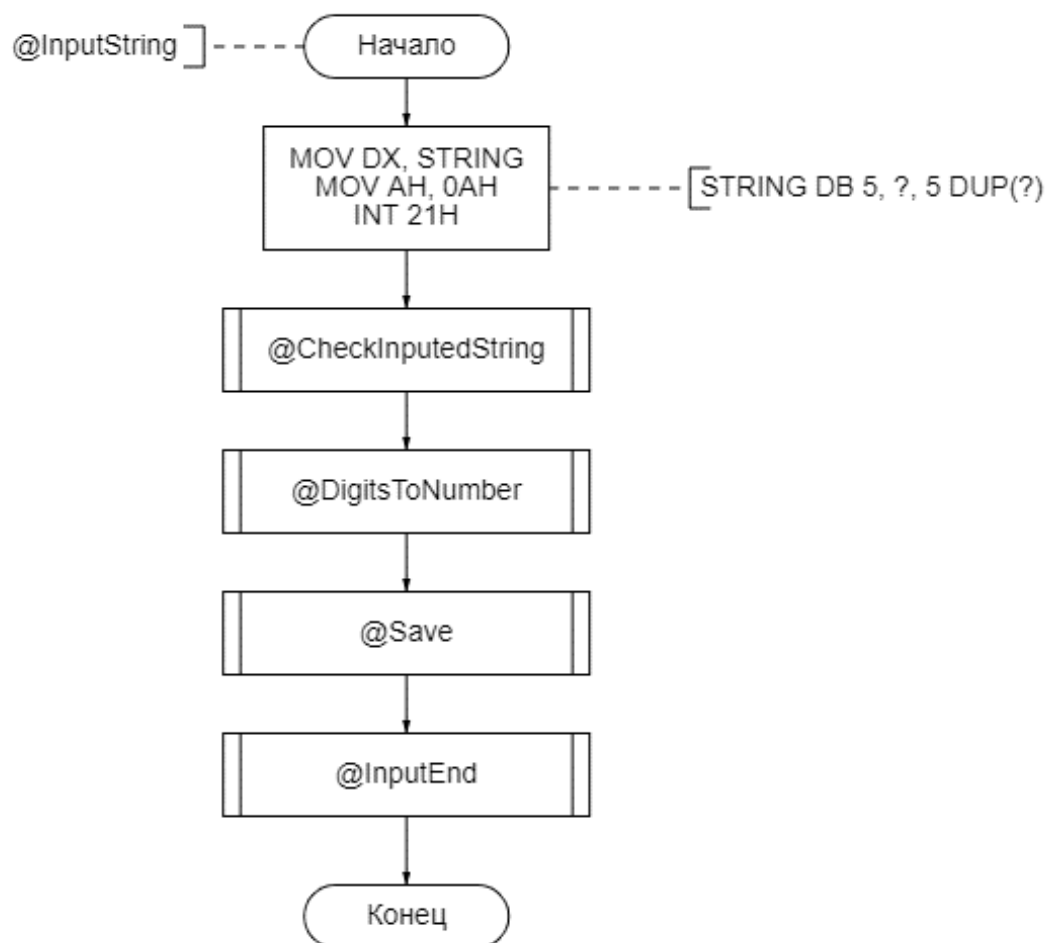 @InputString
Начало
MOV DX, STRING
MOV AH, 0AH
INT 21H
STRING DB 5, ?, 5 DUP(?)
@CheckInputedString
@DigitsToNumber
@Save
@InputEnd
Конец